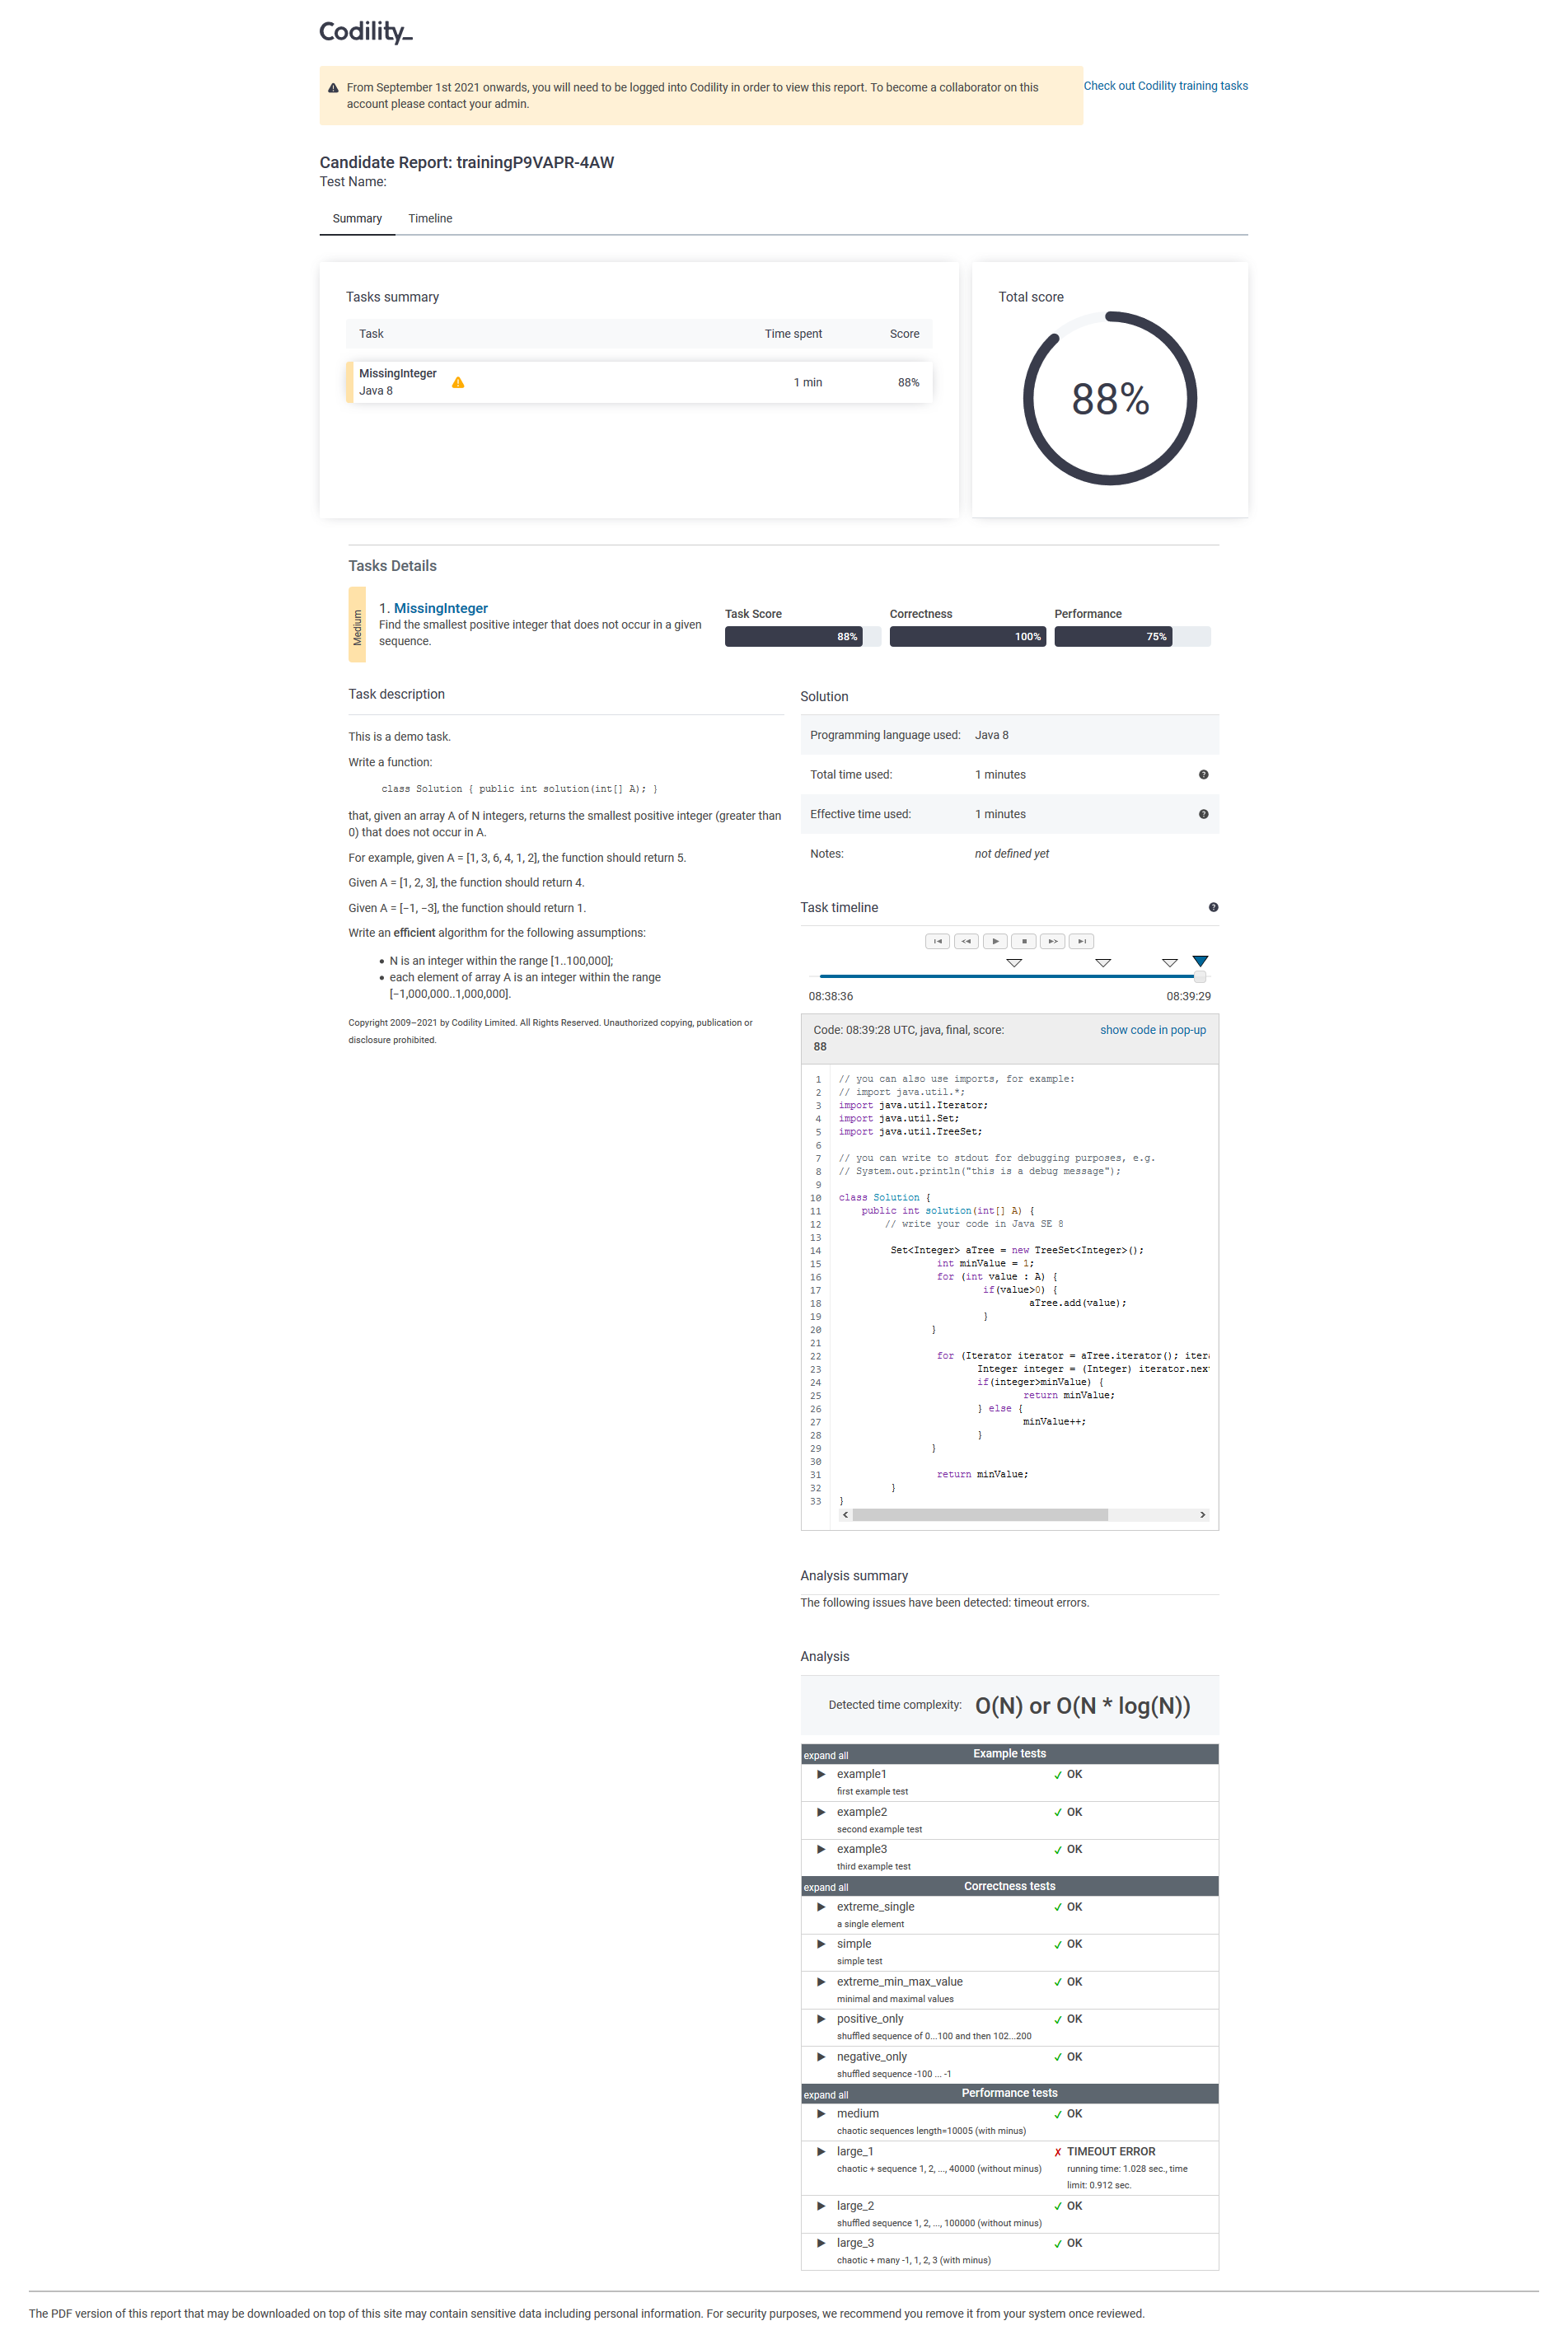 Codility_
From September 1st 2021 onwards, you will need to be logged into Codility in order to view this report. To become a collaborator on this
account please contact your admin.
Check out Codility training tasks
Candidate Report: trainingP9VAPR-4AW
Test Name:
Summary Timeline
Tasks summary
Task Time spent Score
MissingInteger
Java 8
1 min 88%
Total score
88%
Tasks Details
Medium
1. MissingInteger
Find the smallest positive integer that does not occur in a given
sequence.
Task Score Correctness Performance
88% 100% 75%
Task description
This is a demo task.
Write a function:
class Solution { public int solution(int[] A); }
that, given an array A of N integers, returns the smallest positive integer (greater than
0) that does not occur in A.
For example, given A = [1, 3, 6, 4, 1, 2], the function should return 5.
Given A = [1, 2, 3], the function should return 4.
Given A = [−1, −3], the function should return 1.
Write an efficient algorithm for the following assumptions:
• N is an integer within the range [1..100,000];
• each element of array A is an integer within the range
[−1,000,000..1,000,000].
Copyright 2009–2021 by Codility Limited. All Rights Reserved. Unauthorized copying, publication or
disclosure prohibited.
Solution
Programming language used: Java 8
Total time used: 1 minutes
Effective time used: 1 minutes
Notes: not defined yet
Task timeline
08:38:36 08:39:29
Code: 08:39:28 UTC, java, final, score:
88
show code in pop-up
1 // you can also use imports, for example:
2 // import java.util.*;
3 import java.util.Iterator;
4 import java.util.Set;
5 import java.util.TreeSet;
6
7 // you can write to stdout for debugging purposes, e.g.
8 // System.out.println("this is a debug message");
9
10 class Solution {
11 public int solution(int[] A) {
12 // write your code in Java SE 8
13
14 Set<Integer> aTree = new TreeSet<Integer>();
15 int minValue = 1;
16 for (int value : A) {
17 if(value>0) {
18 aTree.add(value);
19 }
20 }
21
22 for (Iterator iterator = aTree.iterator(); iter
23 Integer integer = (Integer) iterator.nex
24 if(integer>minValue) {
25 return minValue;
26 } else {
27 minValue++;
28 }
29 }
30
31 return minValue;
32 }
33 }
Analysis summary
The following issues have been detected: timeout errors.
Analysis
Detected time complexity: O(N) or O(N * log(N))
expand all Example tests
example1 ✓ OK
first example test
example2 ✓ OK
second example test
example3 ✓ OK
third example test
expand all Correctness tests
extreme_single ✓ OK
a single element
simple ✓ OK
simple test
extreme_min_max_value ✓ OK
minimal and maximal values
positive_only ✓ OK
shuffled sequence of 0...100 and then 102...200
negative_only ✓ OK
shuffled sequence -100 ... -1
expand all Performance tests
medium ✓ OK
chaotic sequences length=10005 (with minus)
large_1 ✗ TIMEOUT ERROR
chaotic + sequence 1, 2, ..., 40000 (without minus) running time: 1.028 sec., time
limit: 0.912 sec.
large_2 ✓ OK
shuffled sequence 1, 2, ..., 100000 (without minus)
large_3 ✓ OK
chaotic + many -1, 1, 2, 3 (with minus)
The PDF version of this report that may be downloaded on top of this site may contain sensitive data including personal information. For security purposes, we recommend you remove it from your system once reviewed.